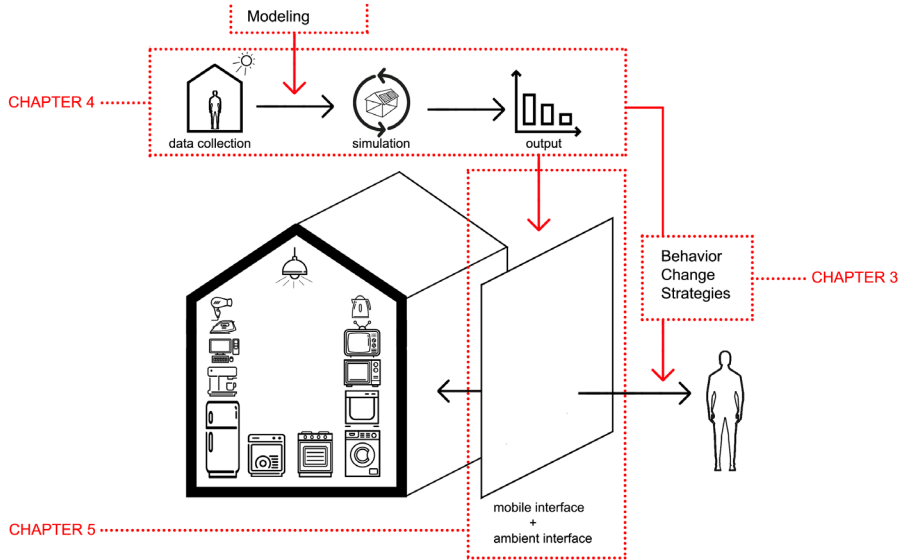 Modeling
CHAPTER 4
data collection
simulation
output
Behavior
Change
Strategies
CHAPTER 3
mobile interface
+
ambient interface
CHAPTER 5